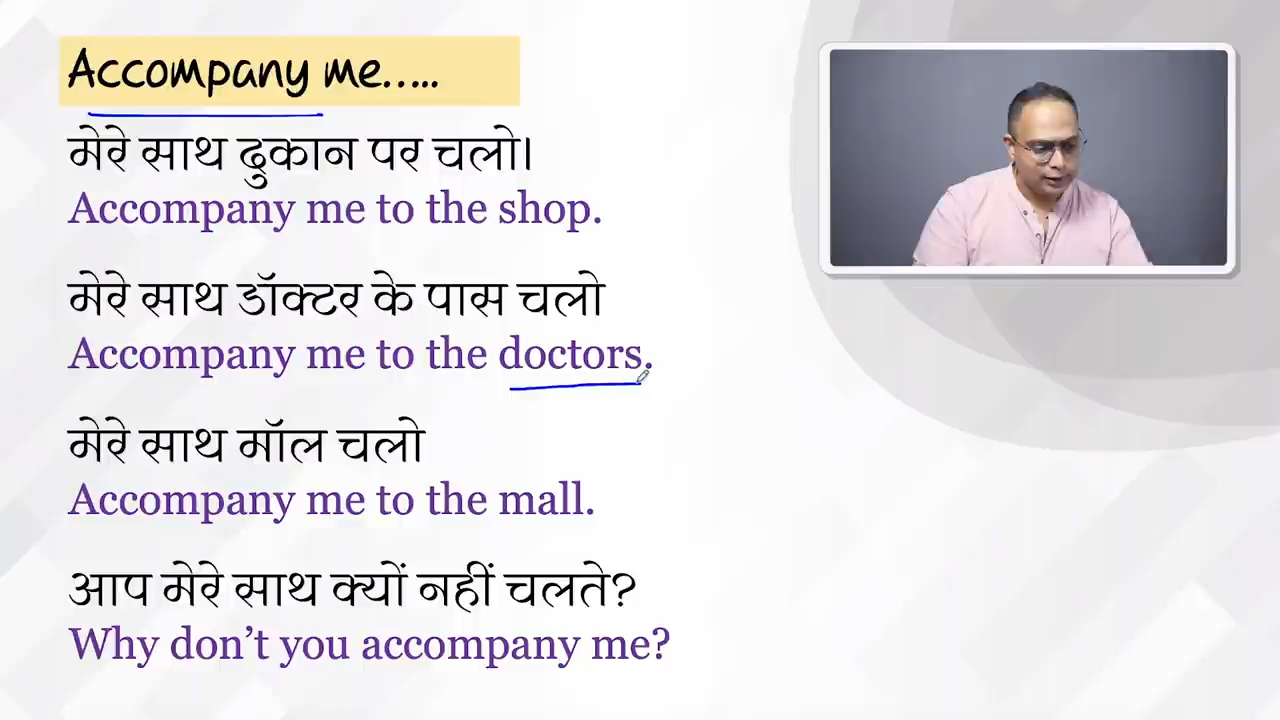 Accompany me.....
मेरे साथ ढुकान पर चलो।
Accompany me to the shop.
मेरे साथ डॉक्टर के पास चलो
Accompany me to the doctors.
मेरे साथ मॉल चलो
Accompany me to the mall.
आप मेरे साथ क्यों नहीं चलते?
Why don't you accompany me?